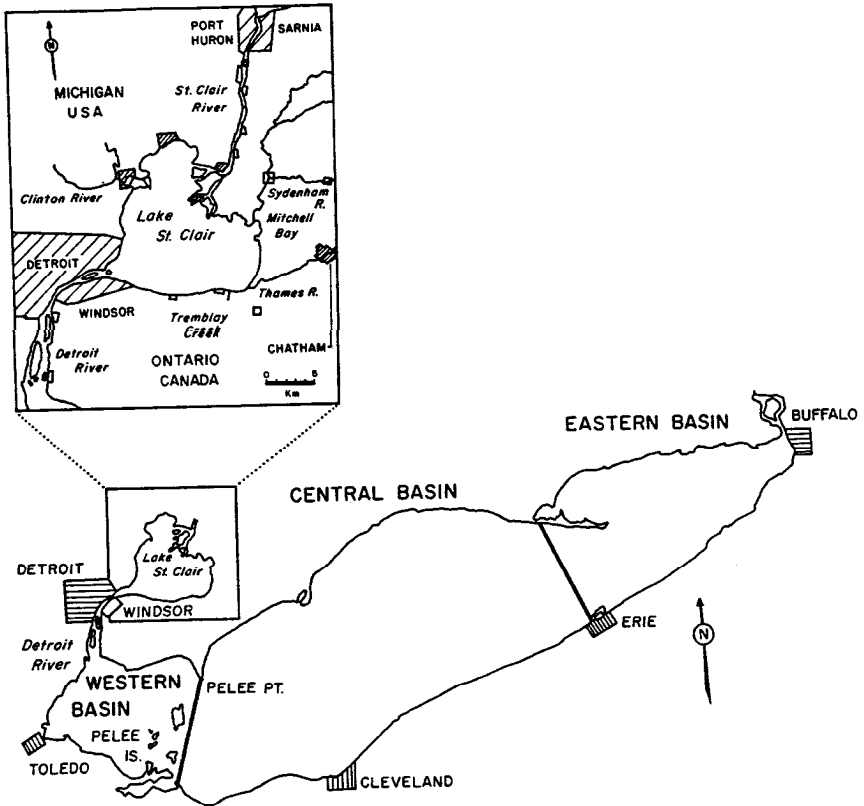 PORT
HURON
SARNIA
N
MICHIGAN
USA
St. Clair
River
Clinton River
Lake
St. Clair
Sydenham
R.
Mitchell
Bay
DETROIT
WINDSOR
Thames R.
Tremblay
Creek
CHATHAM
Detroit
River
ONTARIO
CANADA
0 5
Km
EASTERN BASIN
BUFFALO
CENTRAL BASIN
Lake
St. Clair
DETROIT
WINDSOR
Detroit
River
ERIE
N
WESTERN
BASIN
PELEE PT.
PELEE
IS.
TOLEDO
CLEVELAND